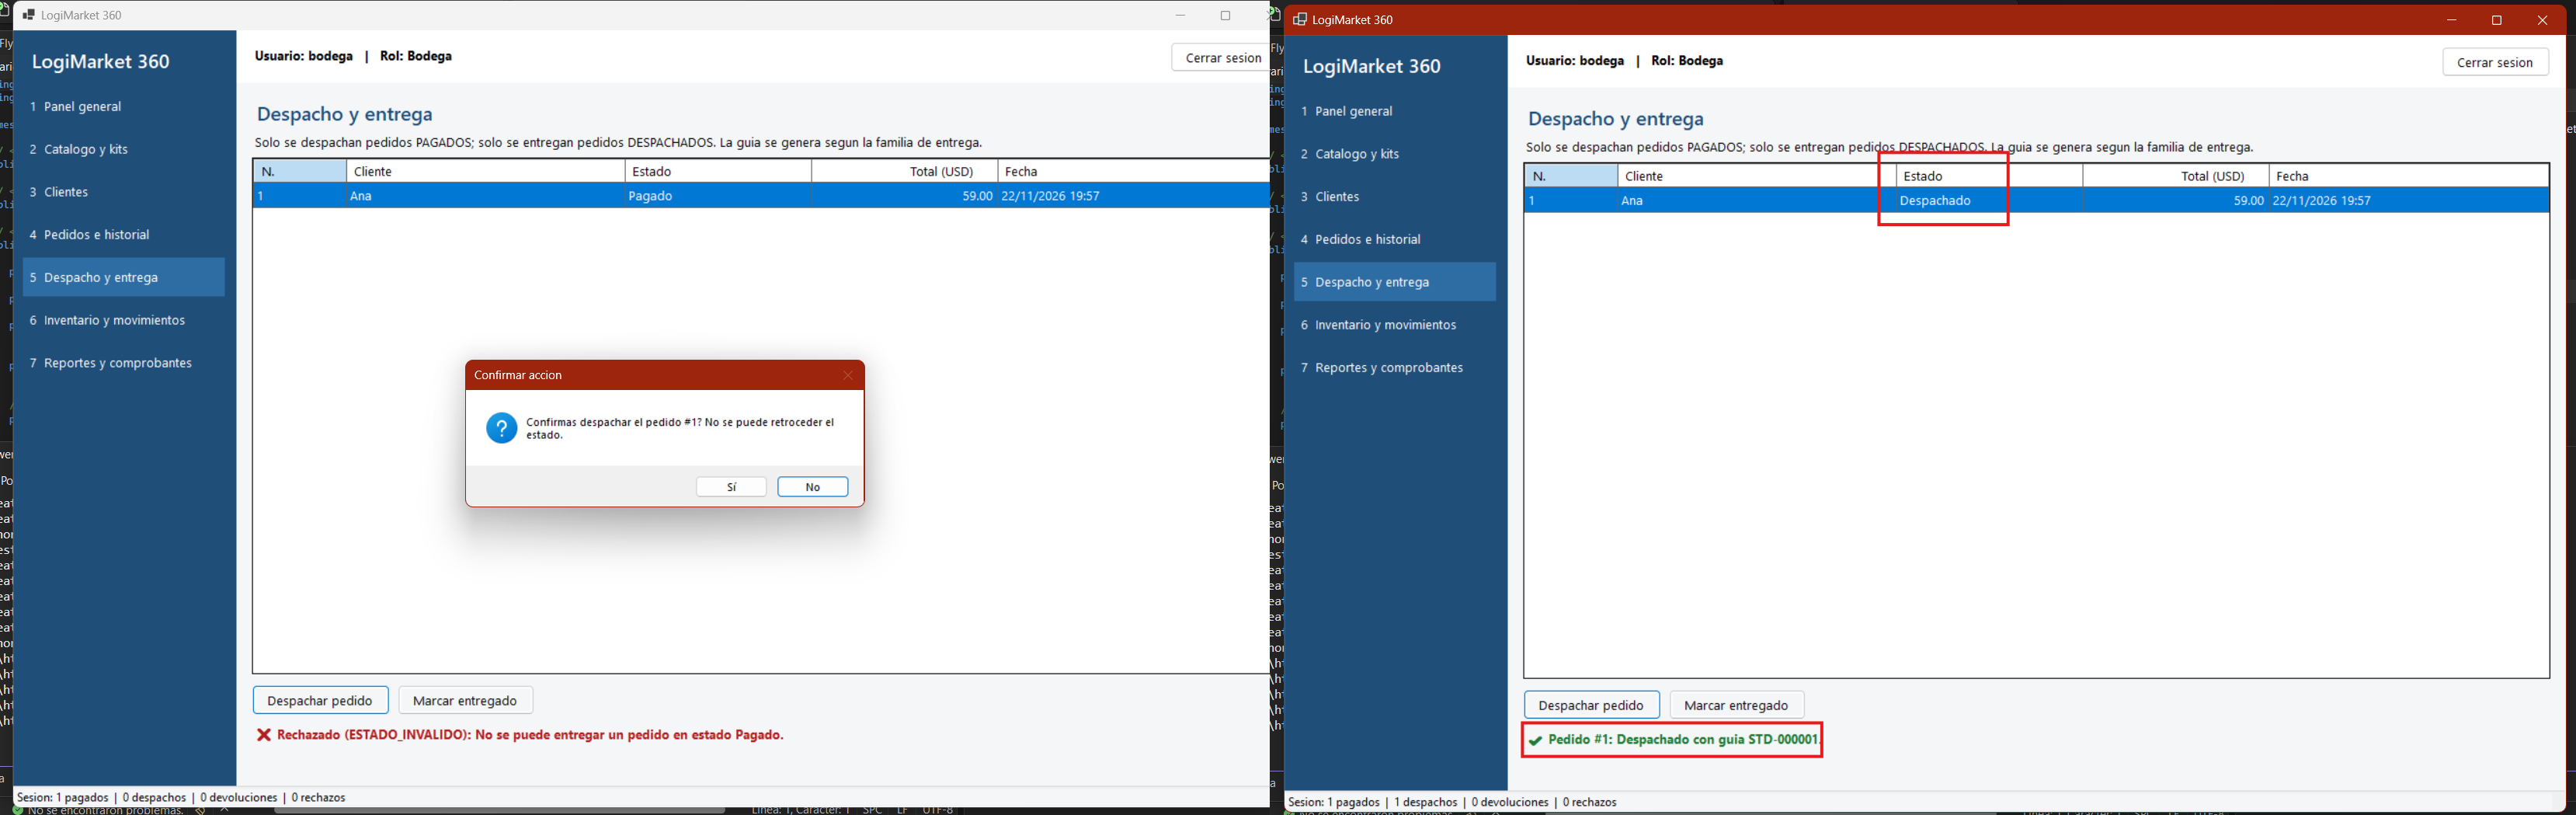 LogiMarket 360
LogiMarket 360
Usuario: bodega | Rol: Bodega
Cerrar sesion
1 Panel general
2 Catalogo y kits
3 Clientes
4 Pedidos e historial
5 Despacho y entrega
6 Inventario y movimientos
7 Reportes y comprobantes
Despacho y entrega
Solo se despachan pedidos PAGADOS; solo se entregan pedidos DESPACHADOS. La guia se genera segun la familia de entrega.
N. Cliente Estado Total (USD) Fecha
1 Ana Pagado 59.00 22/11/2026 19:57
Confirmar accion
Confirmas despachar el pedido #1? No se puede retroceder el
estado.
Sí No
Despachar pedido Marcar entregado
Rechazado (ESTADO_INVALIDO): No se puede entregar un pedido en estado Pagado.
Sesion: 1 pagados | 0 despachos | 0 devoluciones | 0 rechazos
LogiMarket 360
LogiMarket 360
Usuario: bodega | Rol: Bodega
Cerrar sesion
1 Panel general
2 Catalogo y kits
3 Clientes
4 Pedidos e historial
5 Despacho y entrega
6 Inventario y movimientos
7 Reportes y comprobantes
Despacho y entrega
Solo se despachan pedidos PAGADOS; solo se entregan pedidos DESPACHADOS. La guia se genera segun la familia de entrega.
N. Cliente Estado Total (USD) Fecha
1 Ana Despachado 59.00 22/11/2026 19:57
Despachar pedido Marcar entregado
Pedido #1: Despachado con guia STD-000001.
Sesion: 1 pagados | 1 despachos | 0 devoluciones | 0 rechazos